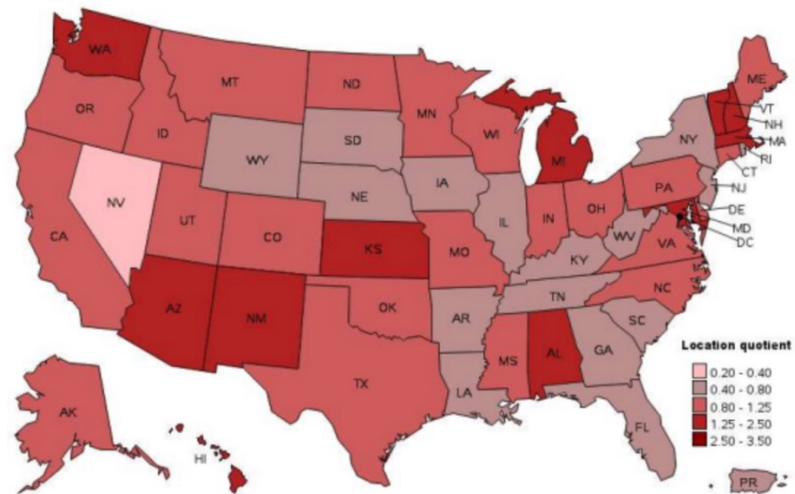 WA
MT
ND
MN
ME
VT
NH
MA
RI
CT
OR
ID
WY
SD
WI
MI
NY
NJ
NV
UT
CO
NE
IA
IL
IN
OH
PA
DE
MD
DC
CA
KS
MO
KY
WV
VA
AZ
NM
OK
AR
TN
NC
SC
TX
LA
MS
AL
GA
FL
AK
HI
PR
Location quotient
0.20 - 0.40
0.40 - 0.80
0.80 - 1.25
1.25 - 2.50
2.50 - 3.50